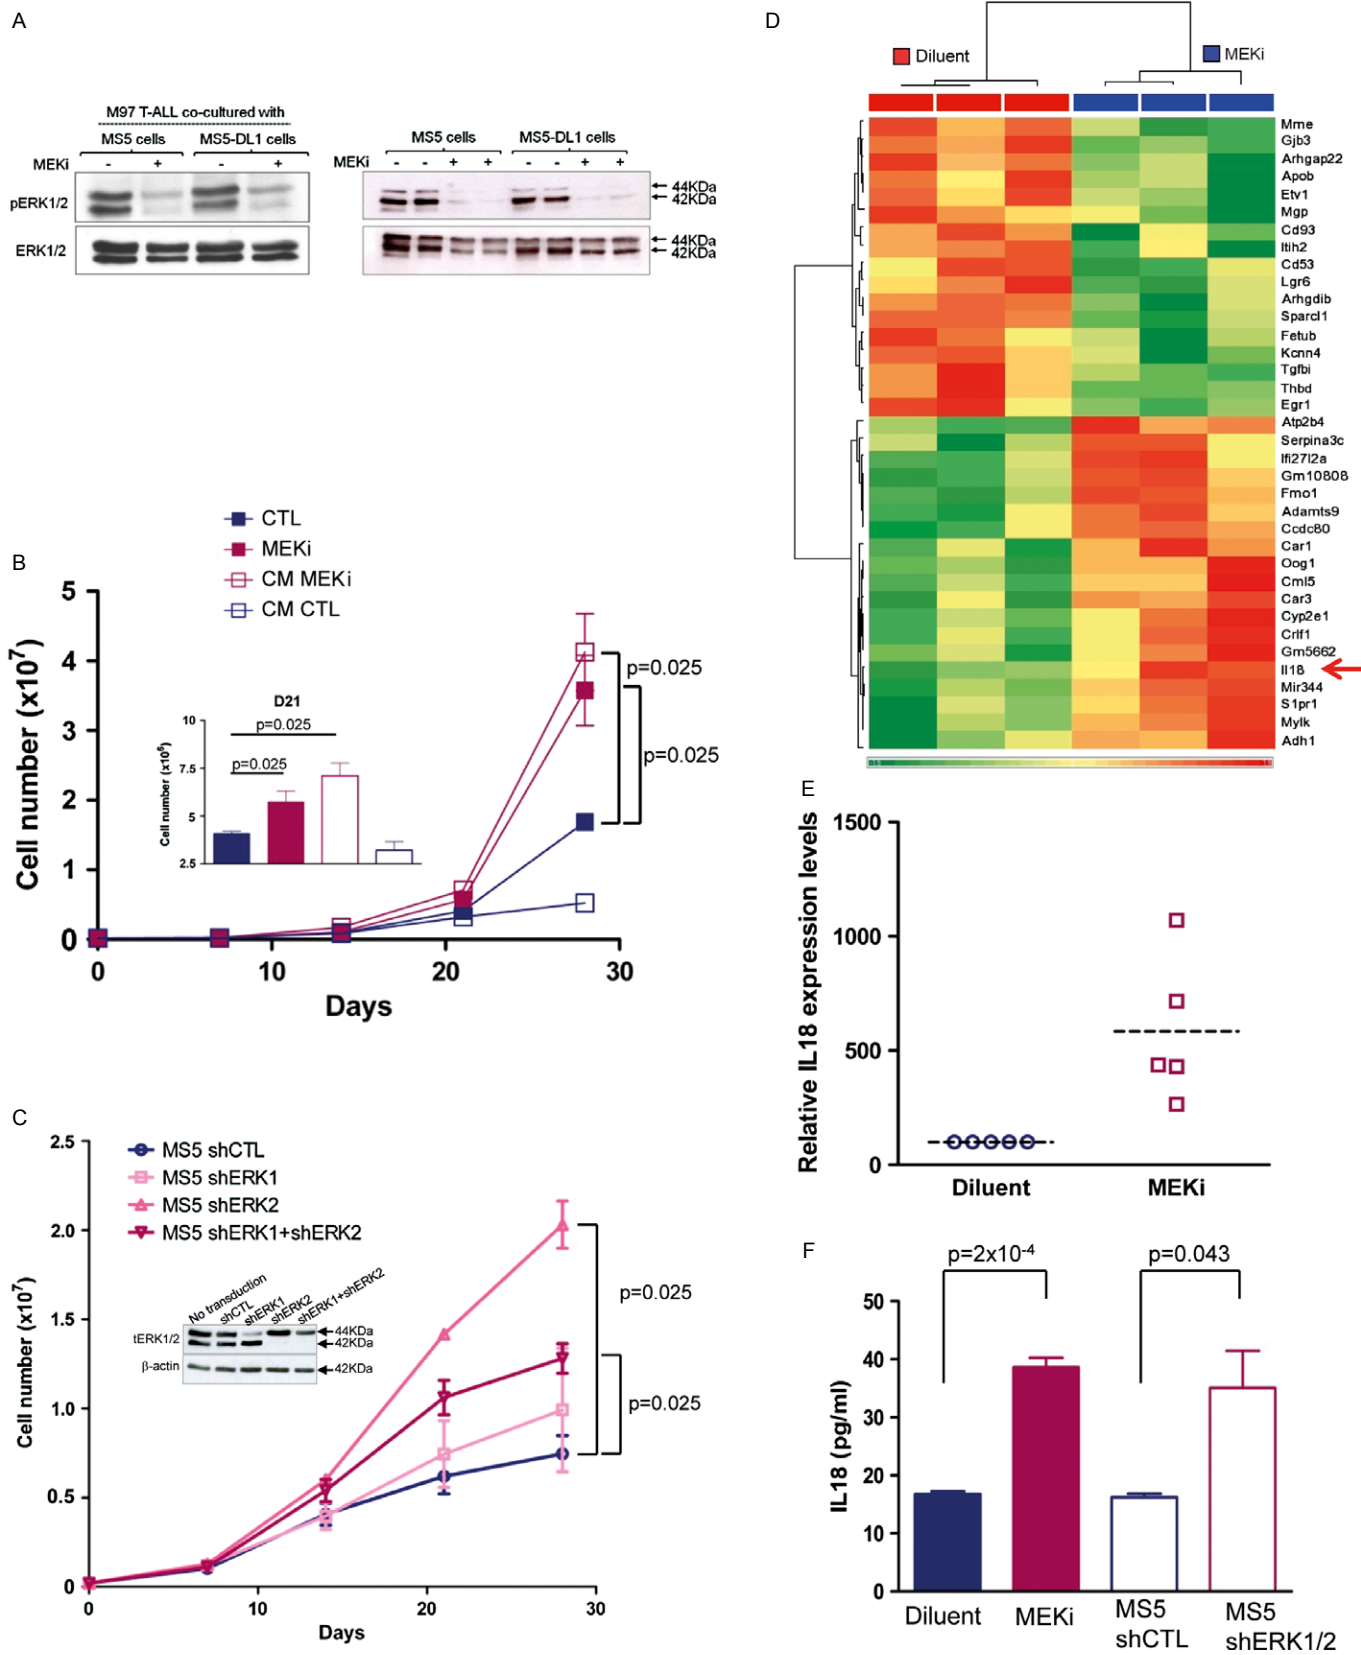 A
M97 T-ALL co-cultured with
MS5 cells MS5-DL1 cells
MEKi - + - +
pERK1/2
ERK1/2
MS5 cells MS5-DL1 cells
MEKi - - + + - - + +
44KDa
42KDa
44KDa
42KDa
B
CTL
MEKi
CM MEKi
CM CTL
Cell number (x10⁷)
5
4
3
2
1
0
0 10 20 30
Days
p=0.025
p=0.025
D21
Cell number (x10⁶)
10
7.5
5
2.5
p=0.025
p=0.025
C
MS5 shCTL
MS5 shERK1
MS5 shERK2
MS5 shERK1+shERK2
Cell number (x10⁷)
2.5
2.0
1.5
1.0
0.5
0
0 10 20 30
Days
p=0.025
p=0.025
No transduction
shCTL
shERK1
shERK2
shERK1+shERK2
tERK1/2
44KDa
42KDa
β-actin
42KDa
D
Diluent
MEKi
Mme
Gjb3
Arhgap22
Apob
Etv1
Mgp
Cd93
Itih2
Cd53
Lgr6
Arhgdib
Sparcl1
Fetub
Kcnn4
Tgfbi
Thbd
Egr1
Atp2b4
Serpina3c
Ifi27l2a
Gm10808
Fmo1
Adamts9
Ccdc80
Car1
Oog1
Cml5
Car3
Cyp2e1
Crlf1
Gm5662
Il18
Mir344
S1pr1
Mylk
Adh1
E
Relative IL18 expression levels
1500
1000
500
0
Diluent MEKi
F
p=2x10⁻⁴
p=0.043
IL18 (pg/ml)
50
40
30
20
10
0
Diluent MEKi MS5 shCTL MS5 shERK1/2